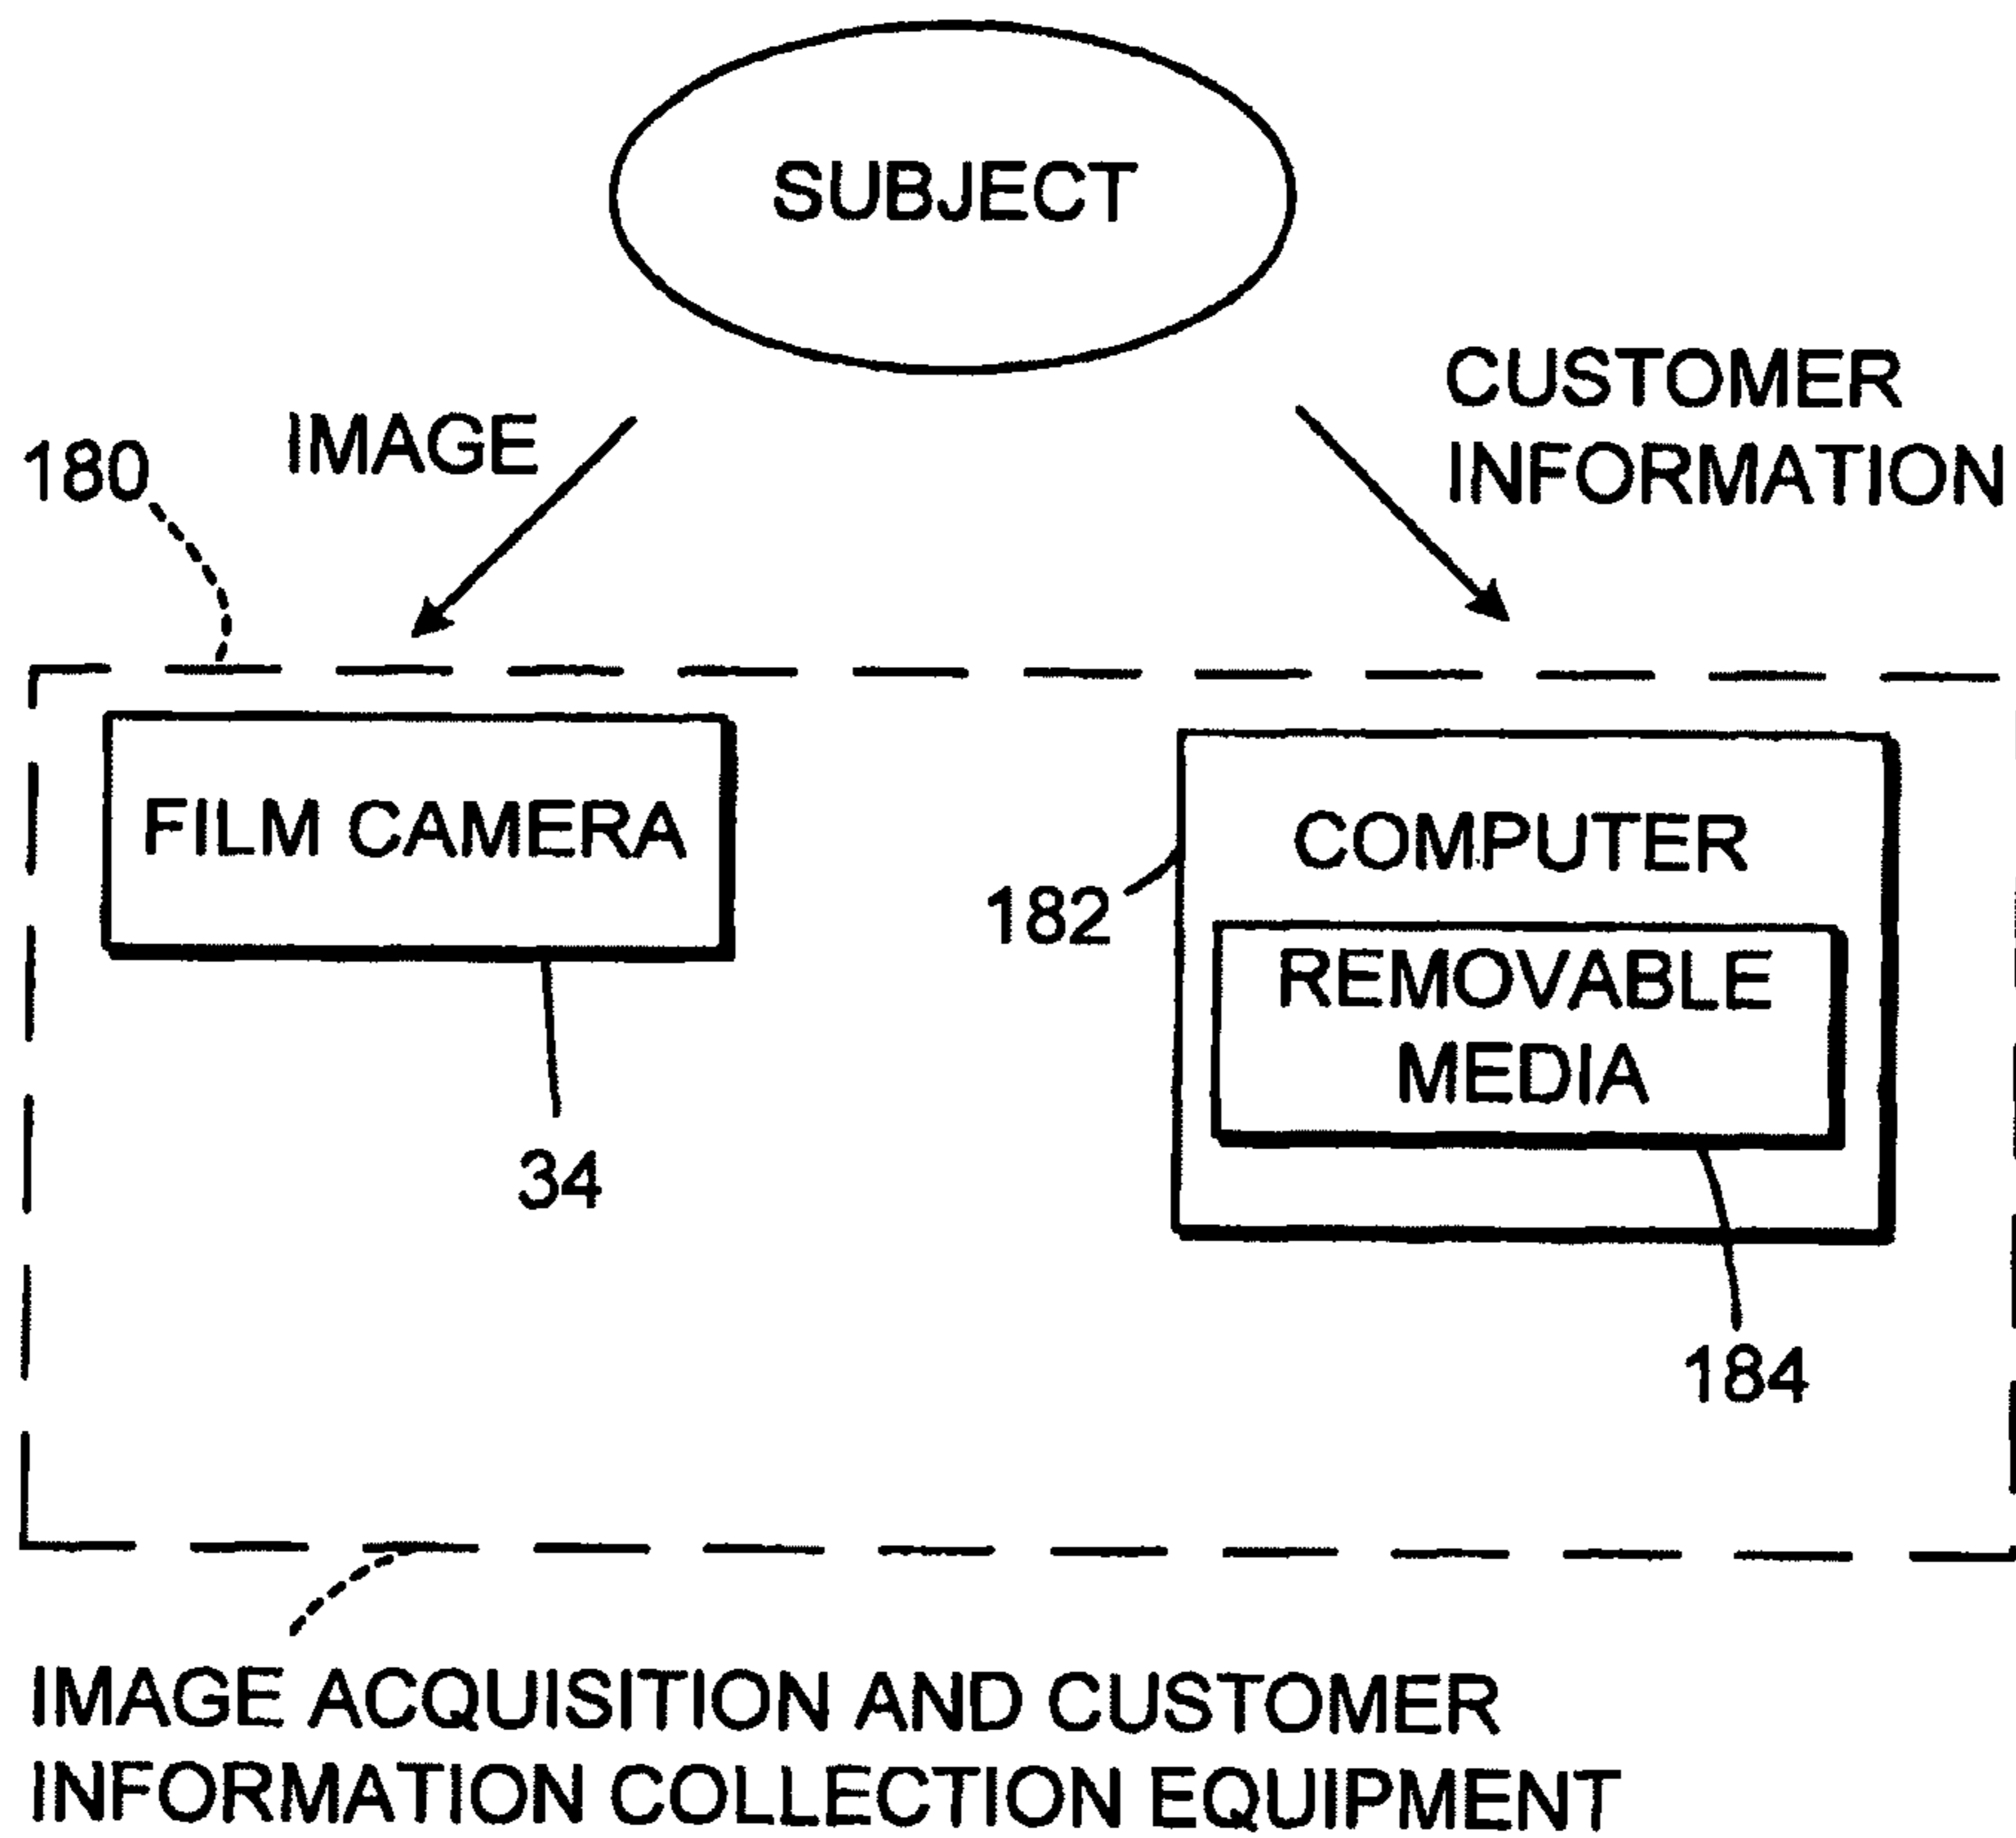 SUBJECT
CUSTOMER
INFORMATION
IMAGE
180
FILM CAMERA
COMPUTER
182
REMOVABLE
MEDIA
34
184
IMAGE ACQUISITION AND CUSTOMER
INFORMATION COLLECTION EQUIPMENT